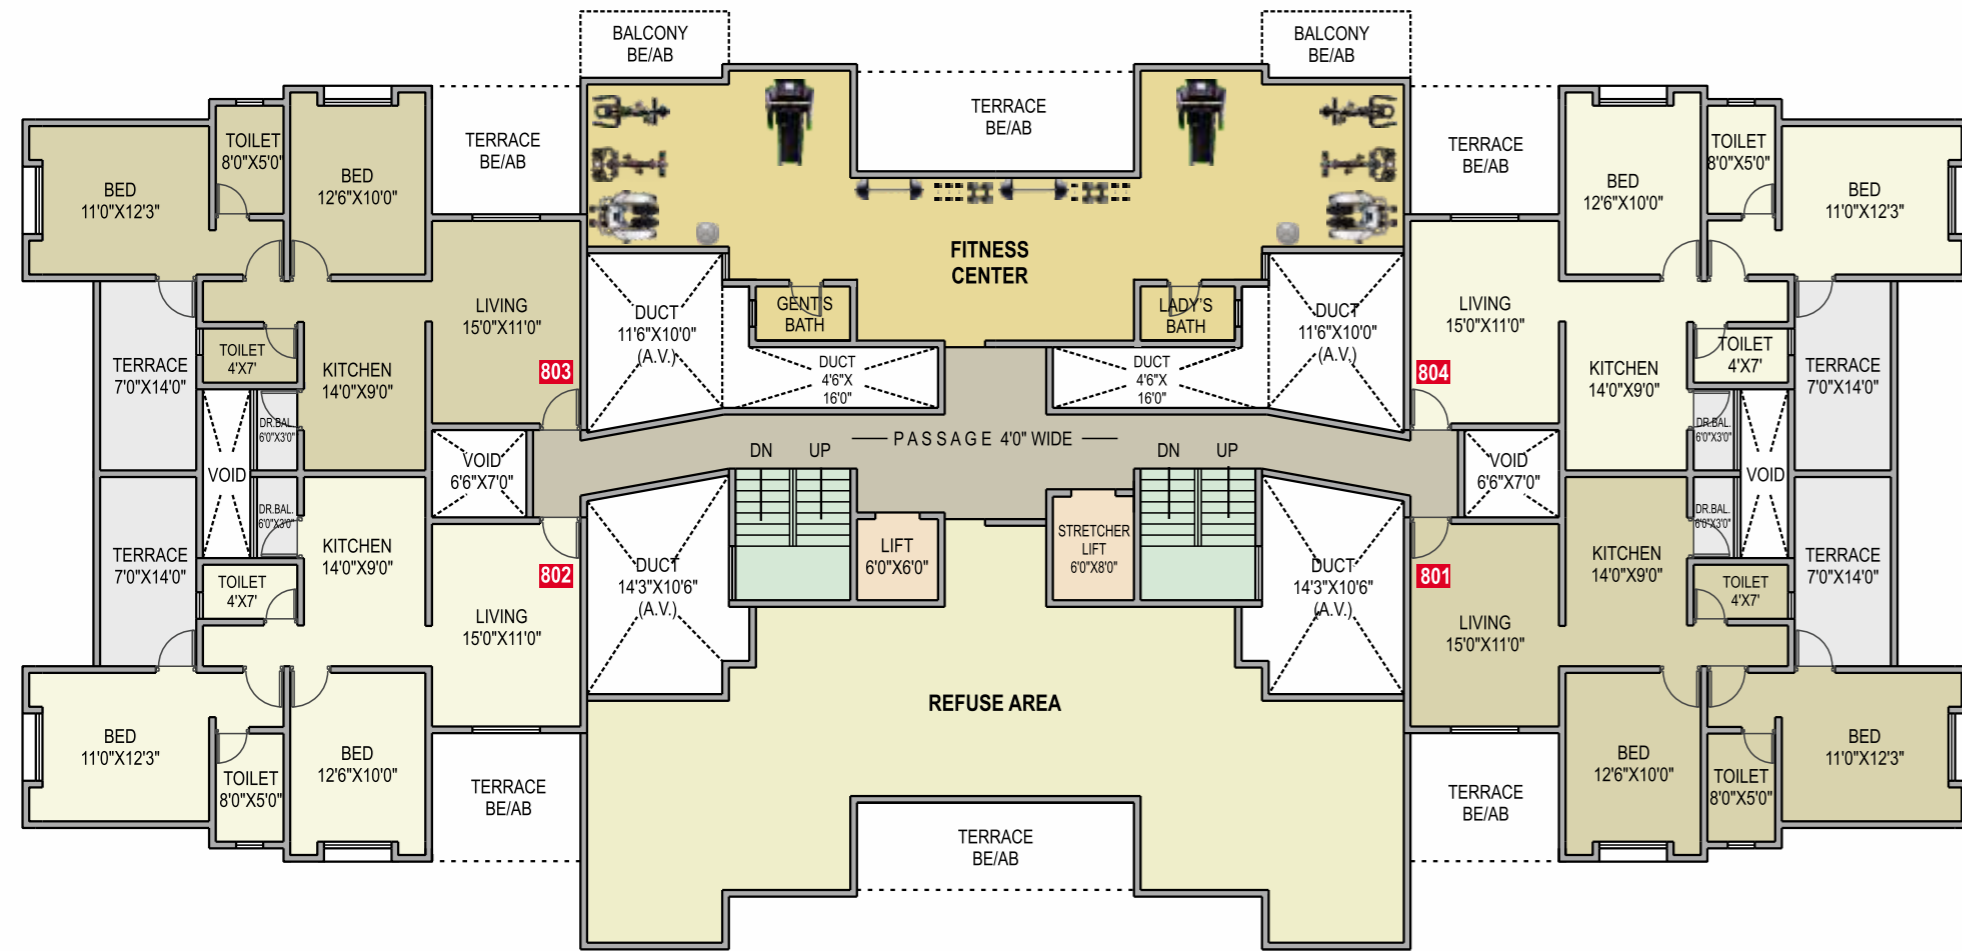 BALCONY
BE/AB
BALCONY
BE/AB
TERRACE
BE/AB
TERRACE
BE/AB
TERRACE
BE/AB
TOILET
8'0"X5'0"
BED
12'6"X10'0"
BED
11'0"X12'3"
TOILET
8'0"X5'0"
BED
12'6"X10'0"
BED
11'0"X12'3"
FITNESS
CENTER
LIVING
15'0"X11'0"
DUCT
11'6"X10'0"
(A.V.)
GENT'S
BATH
LADY'S
BATH
DUCT
11'6"X10'0"
(A.V.)
LIVING
15'0"X11'0"
TERRACE
7'0"X14'0"
TOILET
4'X7'
KITCHEN
14'0"X9'0"
803
DUCT
4'6"X
16'0"
DUCT
4'6"X
16'0"
804
KITCHEN
14'0"X9'0"
TOILET
4'X7'
TERRACE
7'0"X14'0"
DR.BAL.
6'0"X3'0"
DR.BAL.
6'0"X3'0"
PASSAGE 4'0" WIDE
DN UP
DN UP
VOID
VOID
6'6"X7'0"
VOID
6'6"X7'0"
VOID
DR.BAL.
6'0"X3'0"
DR.BAL.
6'0"X3'0"
TERRACE
7'0"X14'0"
KITCHEN
14'0"X9'0"
TOILET
4'X7'
802
DUCT
14'3"X10'6"
(A.V.)
LIFT
6'0"X6'0"
STRETCHER
LIFT
6'0"X8'0"
DUCT
14'3"X10'6"
(A.V.)
801
KITCHEN
14'0"X9'0"
TOILET
4'X7'
TERRACE
7'0"X14'0"
LIVING
15'0"X11'0"
LIVING
15'0"X11'0"
REFUSE AREA
BED
11'0"X12'3"
TOILET
8'0"X5'0"
BED
12'6"X10'0"
TERRACE
BE/AB
TERRACE
BE/AB
TERRACE
BE/AB
BED
12'6"X10'0"
TOILET
8'0"X5'0"
BED
11'0"X12'3"